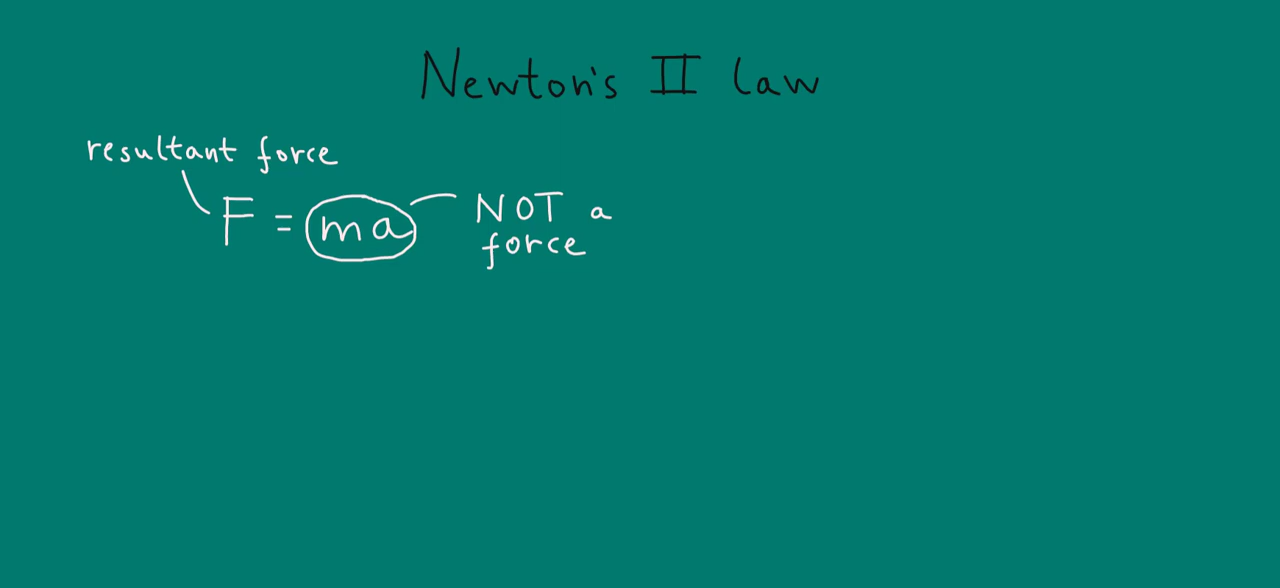 Newton's II law
resultant force
F = ma
NOT a
force